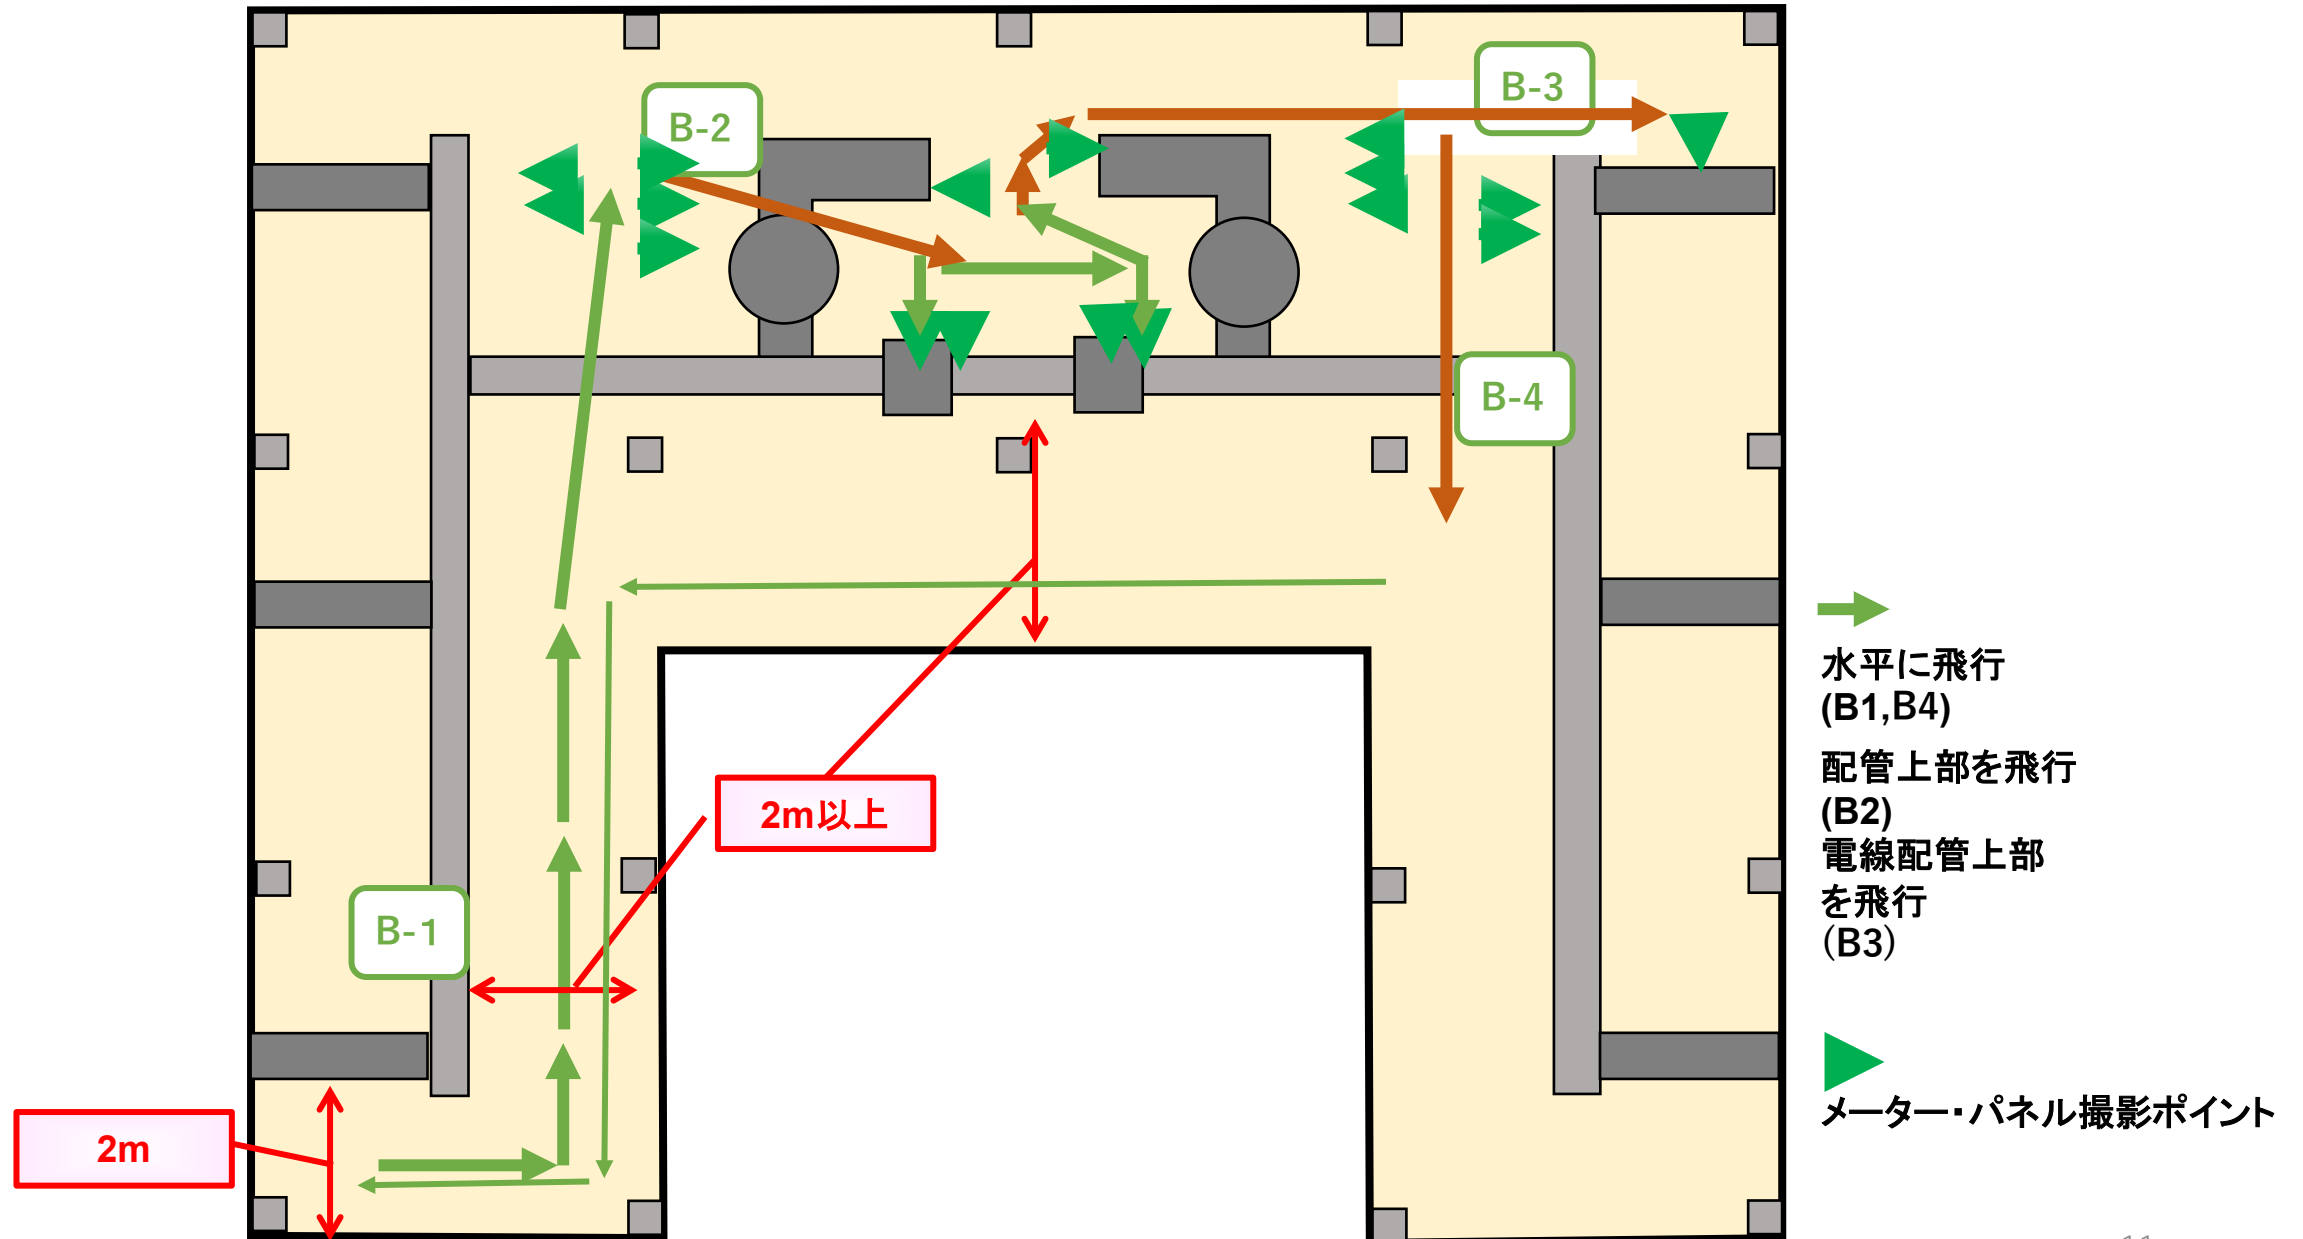 B-3
B-2
B-4
水平に飛行
(B1,B4)
配管上部を飛行
(B2)
2m以上
電線配管上部
を飛行
(B3)
B-1
メーター・パネル撮影ポイント
2m